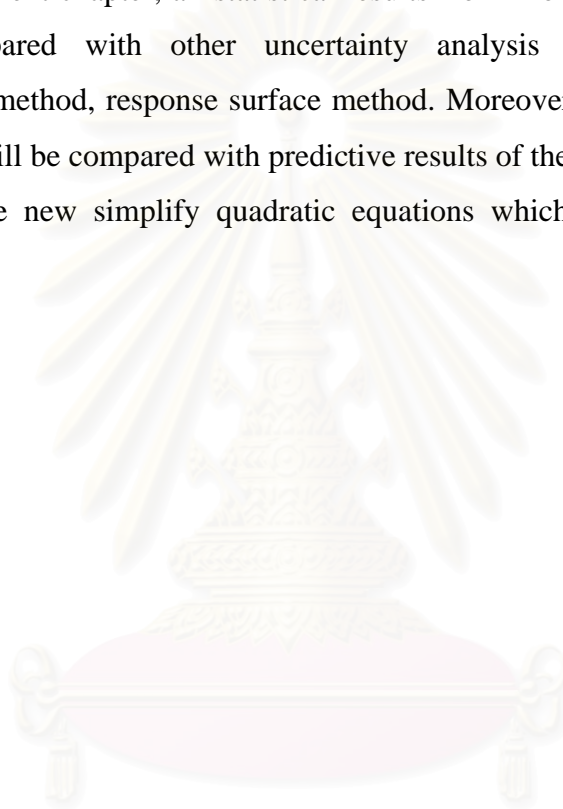 pared with other uncertainty analysis
method, response surface method. Moreover
ill be compared with predictive results of the
e new simplify quadratic equations which